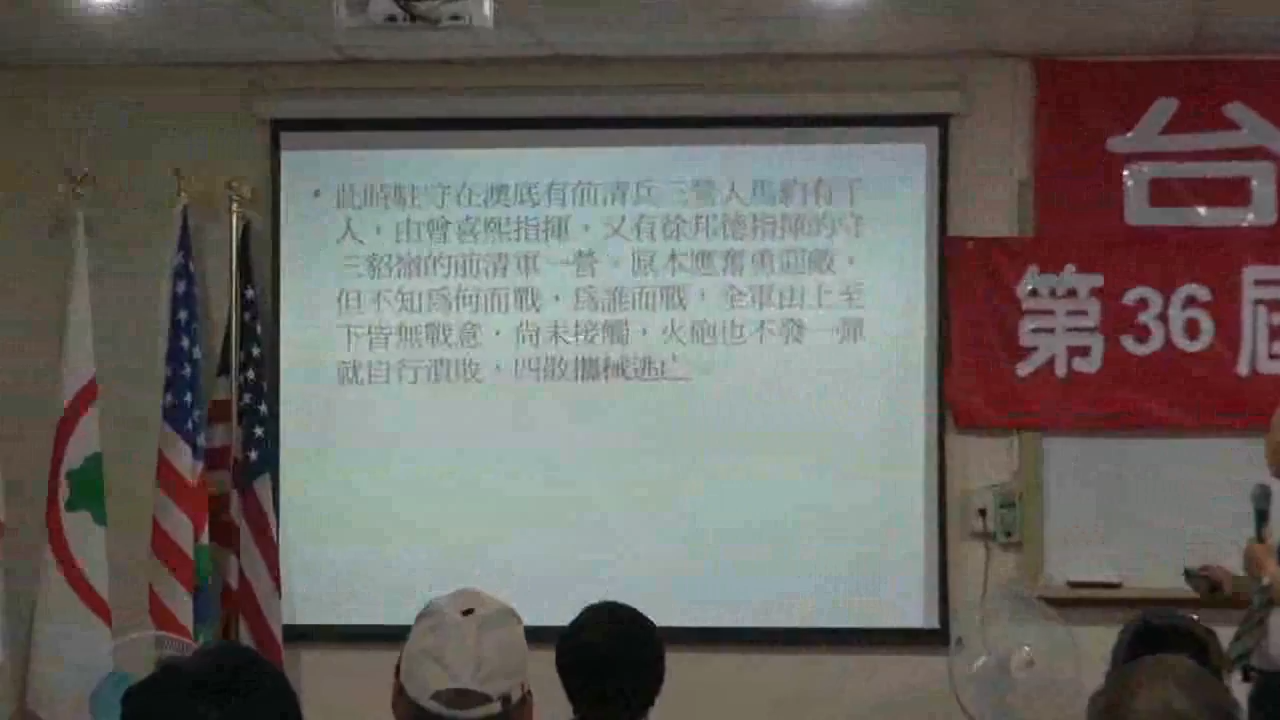 • 此時駐守在澳底有前清兵三營人馬約有千
人，由曾喜熙指揮，又有徐邦德指揮的守
三貂嶺的前清軍一營。原本應奮勇迎敵，
但不知為何而戰，為誰而戰，全軍由上至
下皆無戰意，尚未接觸，火砲也不發一彈
就自行潰敗，四散攜械逃亡
台
第36屆